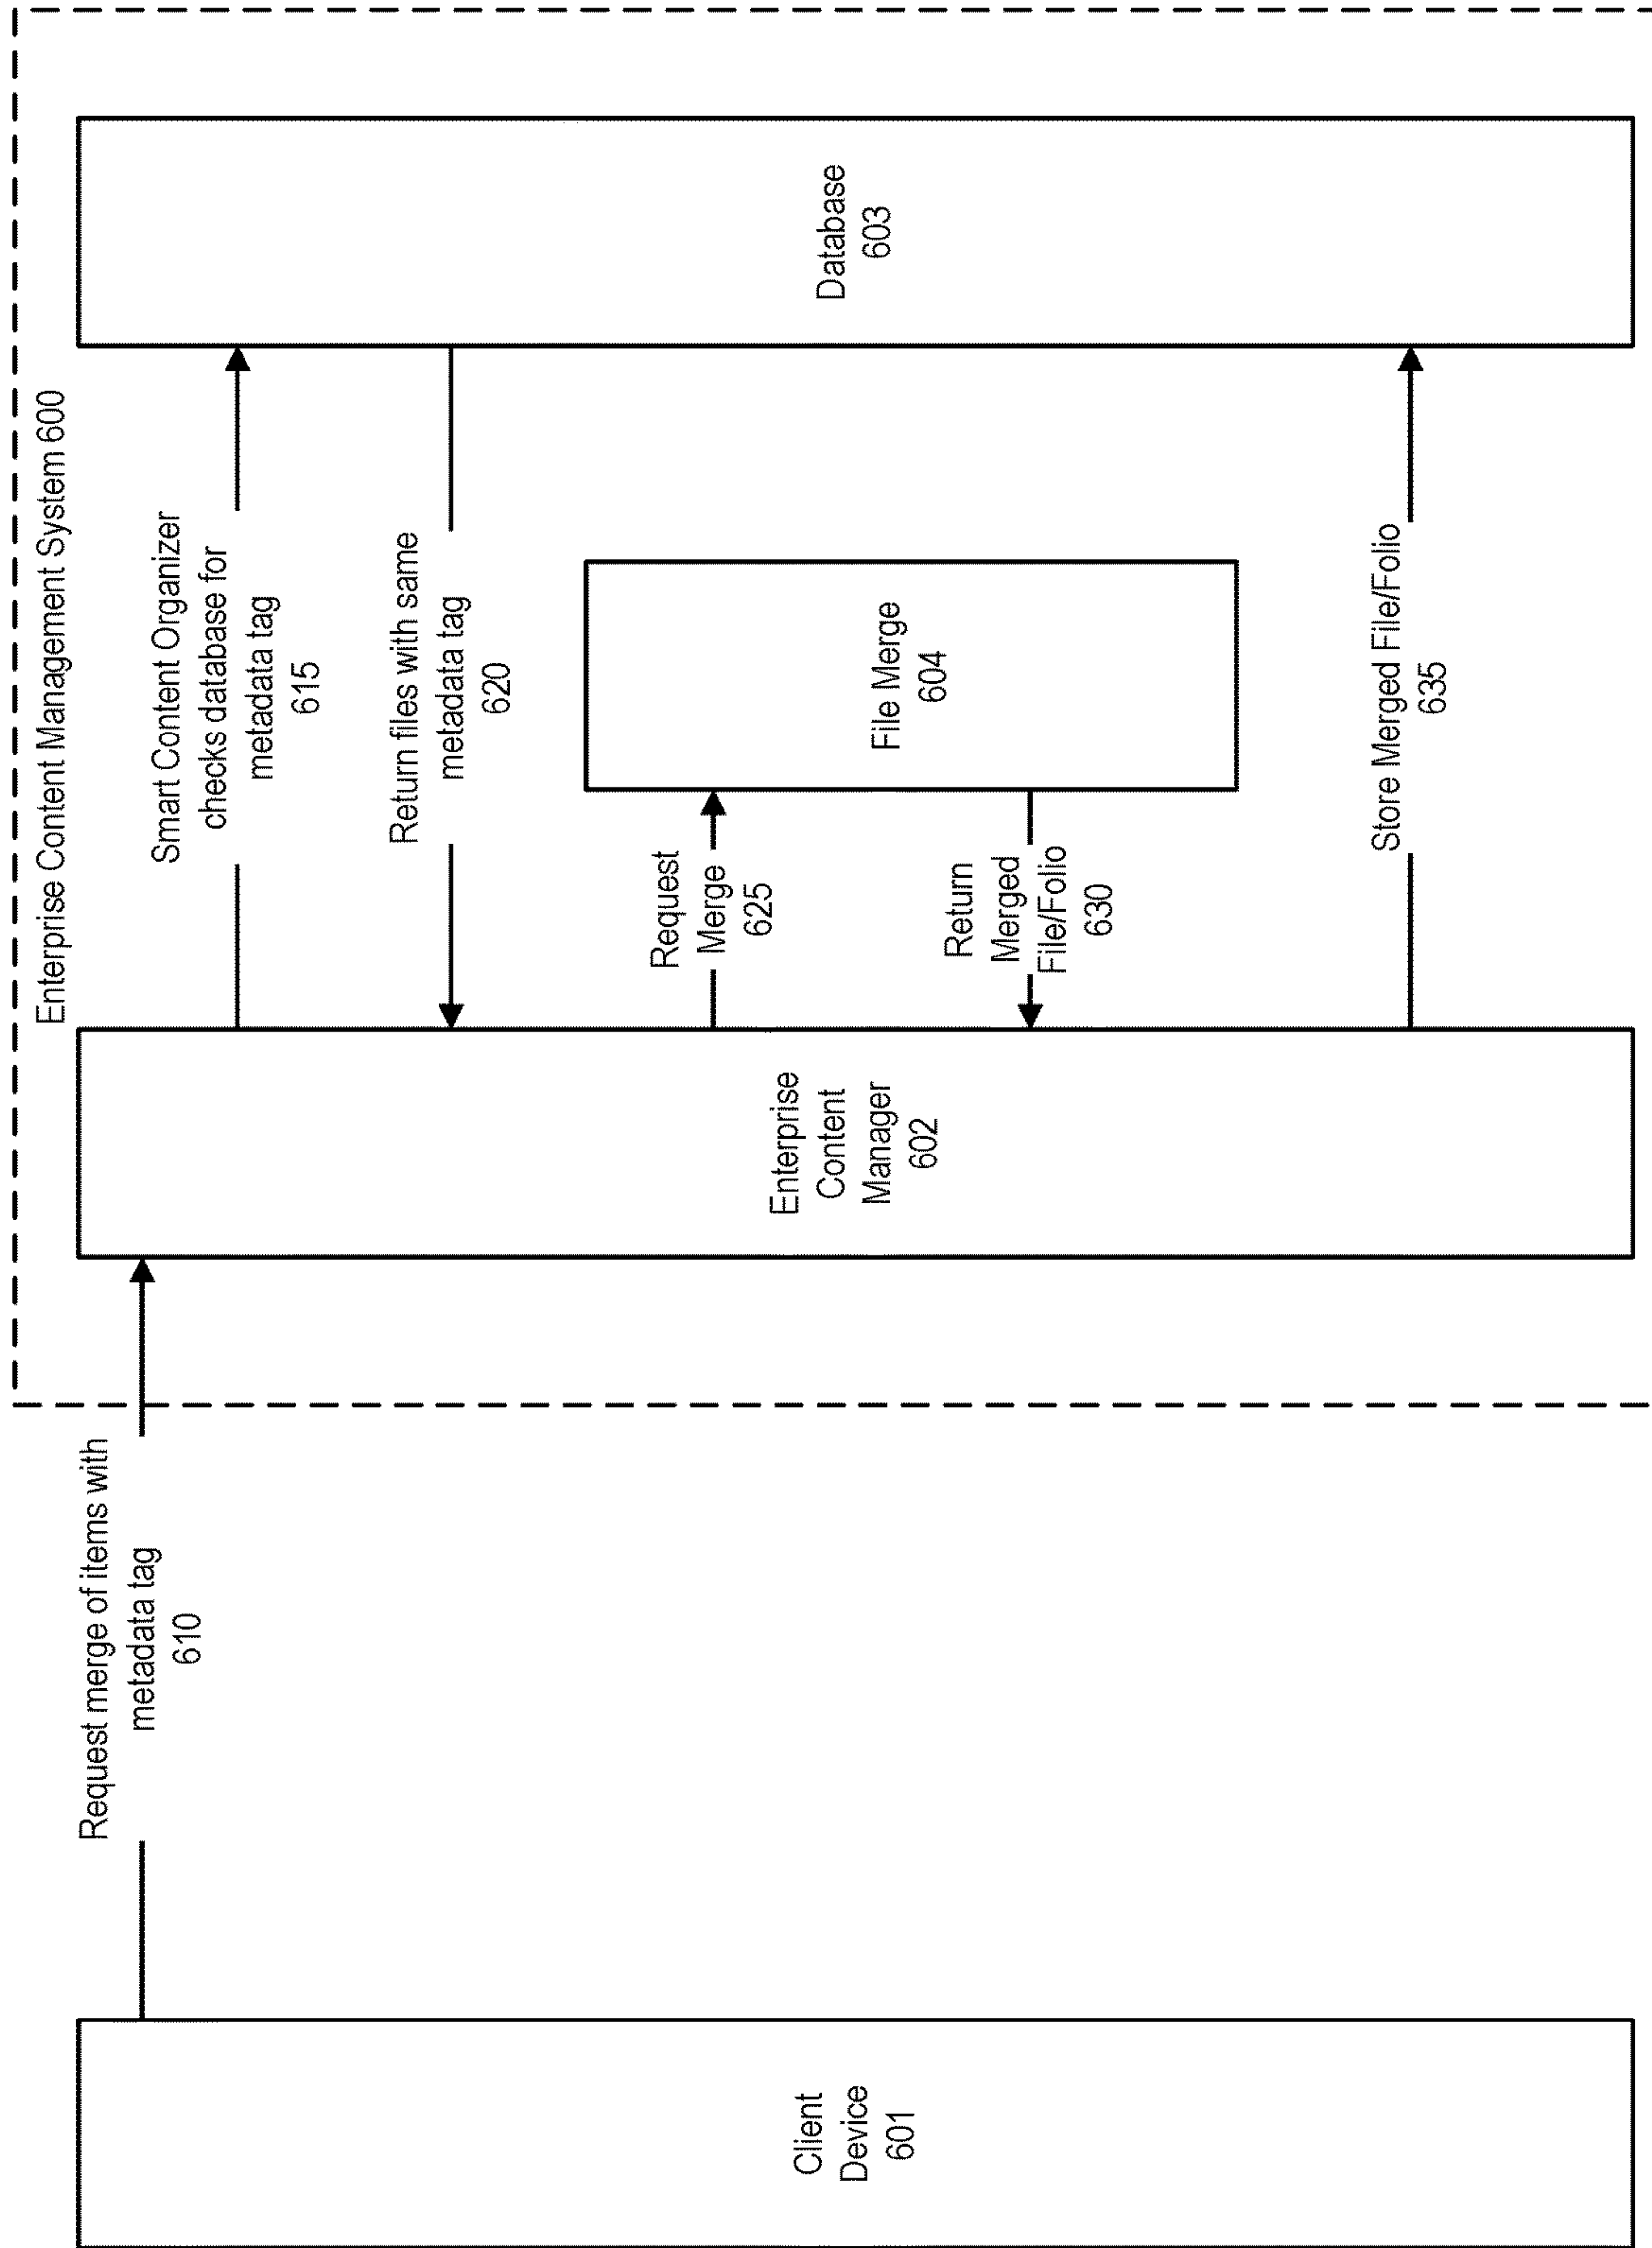 Enterprise Content Management System 600
Request merge of items with
metadata tag
610
Smart Content Organizer
checks database for
metadata tag
615
Return files with same
metadata tag
620
Request
Merge
625
Return
Merged
File/Folio
630
Store Merged File/Folio
635
Client
Device
601
Enterprise
Content
Manager
602
File Merge
604
Database
603